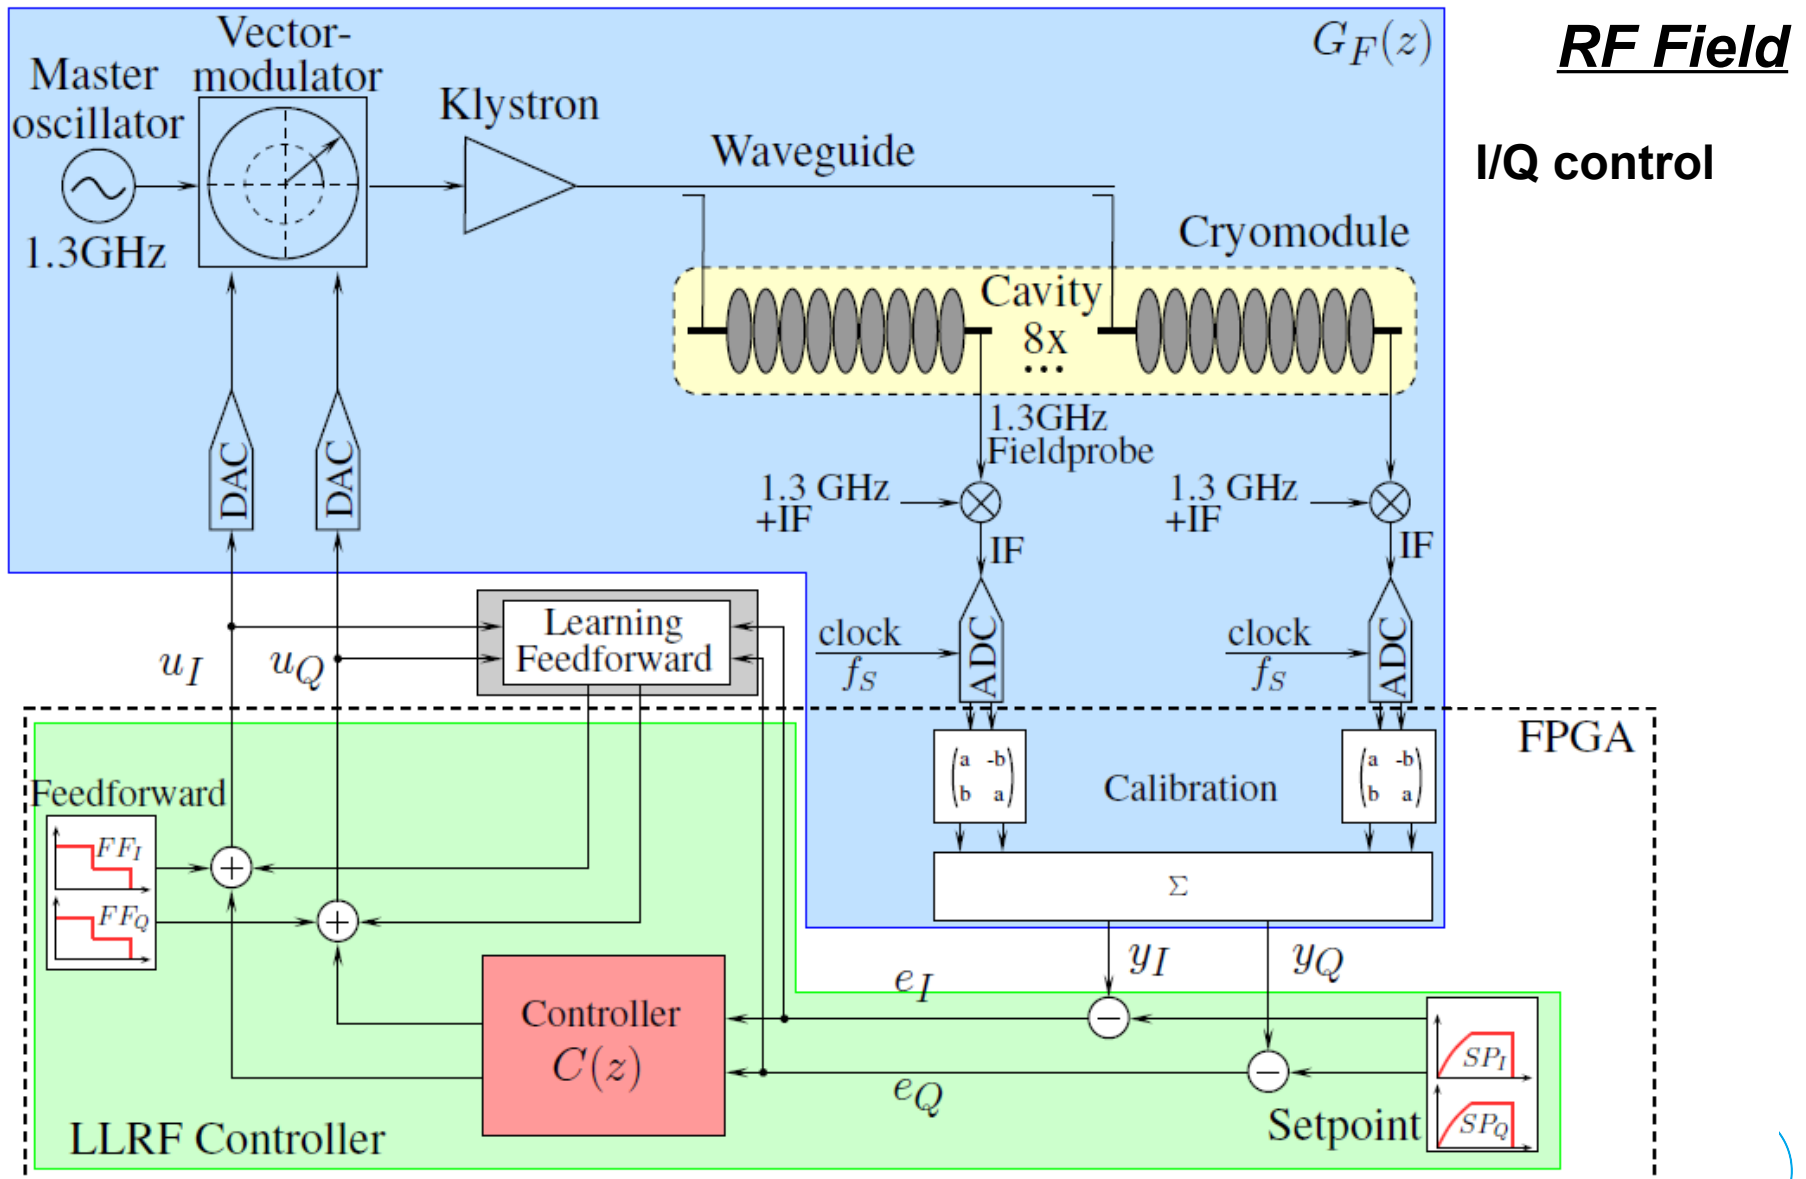 RF Field
I/Q control
G_F(z)
Vector-
modulator
Master
oscillator
1.3GHz
Klystron
Waveguide
Cryomodule
Cavity
8x
...
1.3GHz
Fieldprobe
1.3 GHz
+IF
IF
1.3 GHz
+IF
IF
DAC
DAC
clock
f_S
ADC
clock
f_S
ADC
Learning
Feedforward
u_I
u_Q
FPGA
a -b
b a
Calibration
a -b
b a
Σ
Feedforward
FF_I
FF_Q
+
+
y_I
y_Q
e_I
e_Q
−
−
Controller
C(z)
SP_I
SP_Q
Setpoint
LLRF Controller